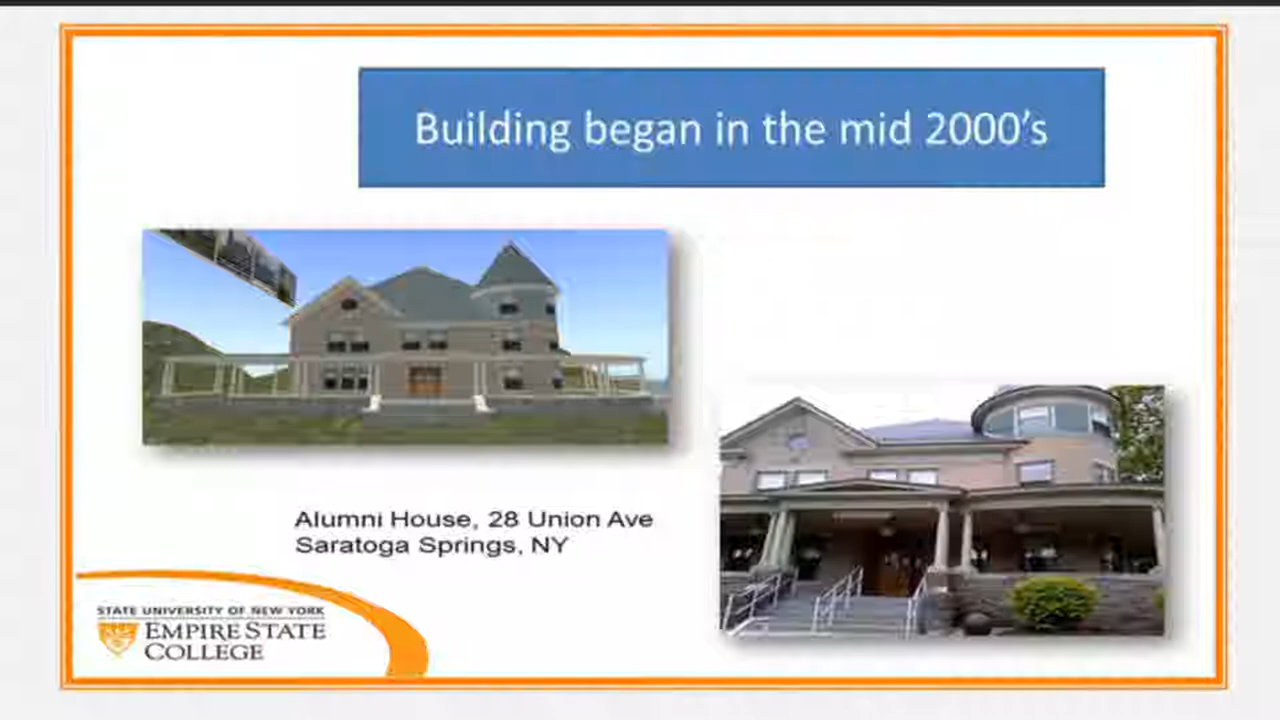 Building began in the mid 2000's
Alumni House, 28 Union Ave
Saratoga Springs, NY
STATE UNIVERSITY OF NEW YORK
EMPIRE STATE
COLLEGE